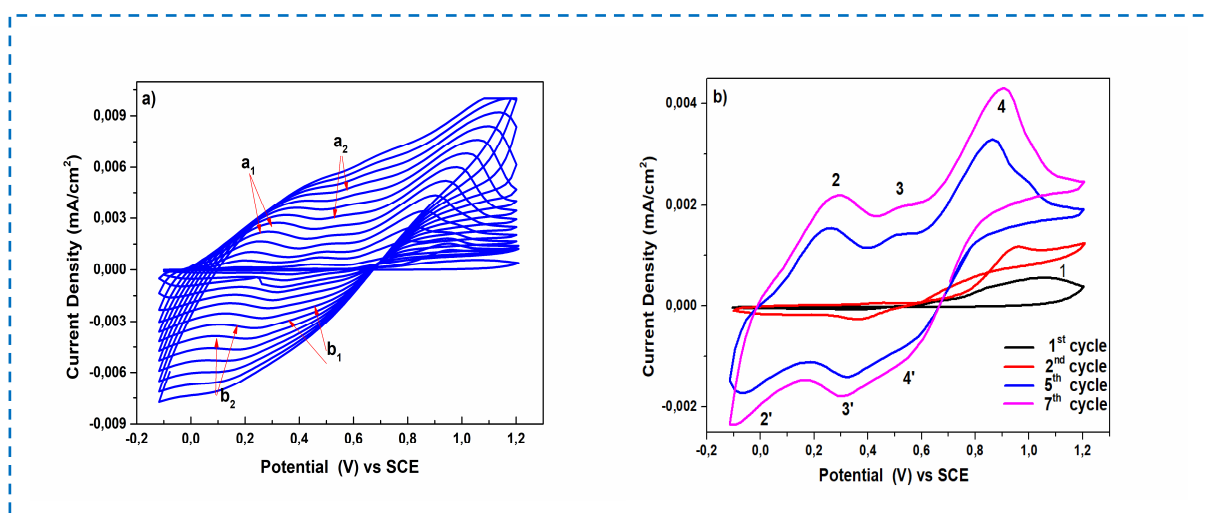 a)
0,009
0,006
0,003
0,000
-0,003
-0,006
-0,009
Current Density (mA/cm²)
a₁
a₂
b₁
b₂
-0,2 0,0 0,2 0,4 0,6 0,8 1,0 1,2
Potential (V) vs SCE
b)
0,004
0,002
0,000
-0,002
Current Density (mA/cm²)
4
2
3
1
4'
3'
2'
1ˢᵗ cycle
2ⁿᵈ cycle
5ᵗʰ cycle
7ᵗʰ cycle
-0,2 0,0 0,2 0,4 0,6 0,8 1,0 1,2
Potential (V) vs SCE